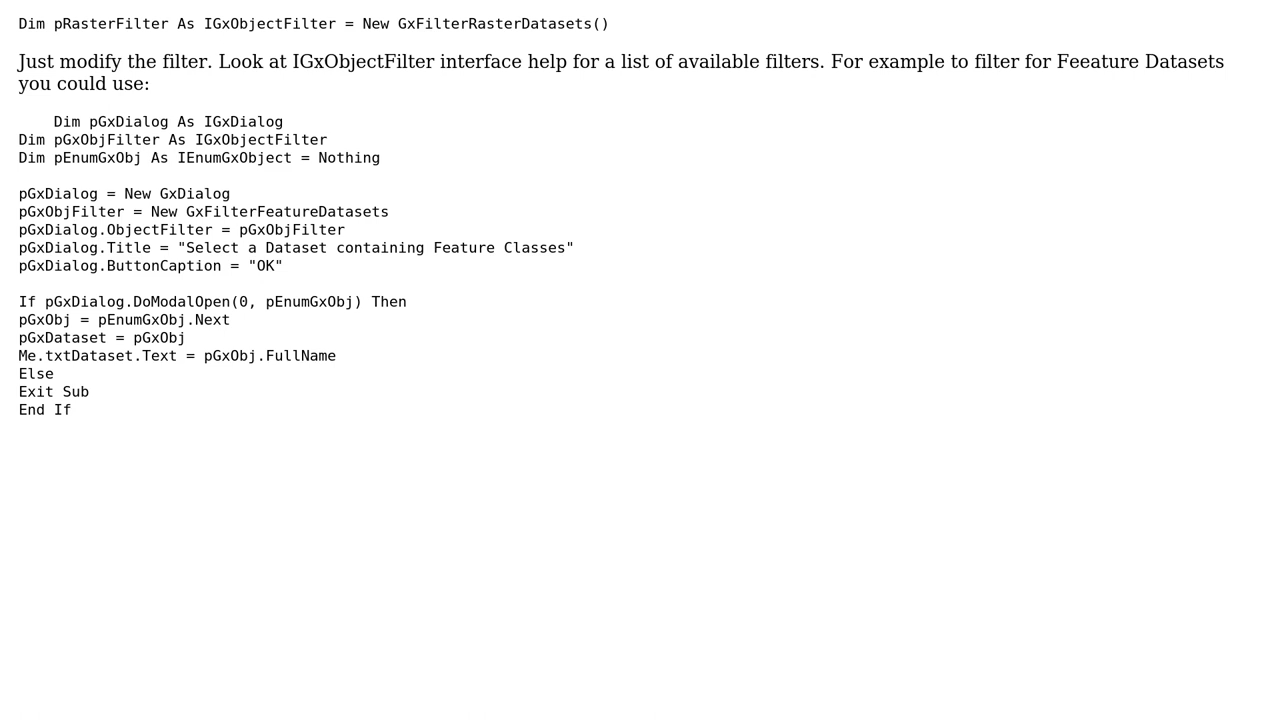 Dim pRasterFilter As IGxObjectFilter = New GxFilterRasterDatasets()
Just modify the filter. Look at IGxObjectFilter interface help for a list of available filters. For example to filter for Feeature Datasets
you could use:
Dim pGxDialog As IGxDialog
Dim pGxObjFilter As IGxObjectFilter
Dim pEnumGxObj As IEnumGxObject = Nothing
pGxDialog = New GxDialog
pGxObjFilter = New GxFilterFeatureDatasets
pGxDialog.ObjectFilter = pGxObjFilter
pGxDialog.Title = "Select a Dataset containing Feature Classes"
pGxDialog.ButtonCaption = "OK"
If pGxDialog.DoModalOpen(0, pEnumGxObj) Then
pGxObj = pEnumGxObj.Next
pGxDataset = pGxObj
Me.txtDataset.Text = pGxObj.FullName
Else
Exit Sub
End If